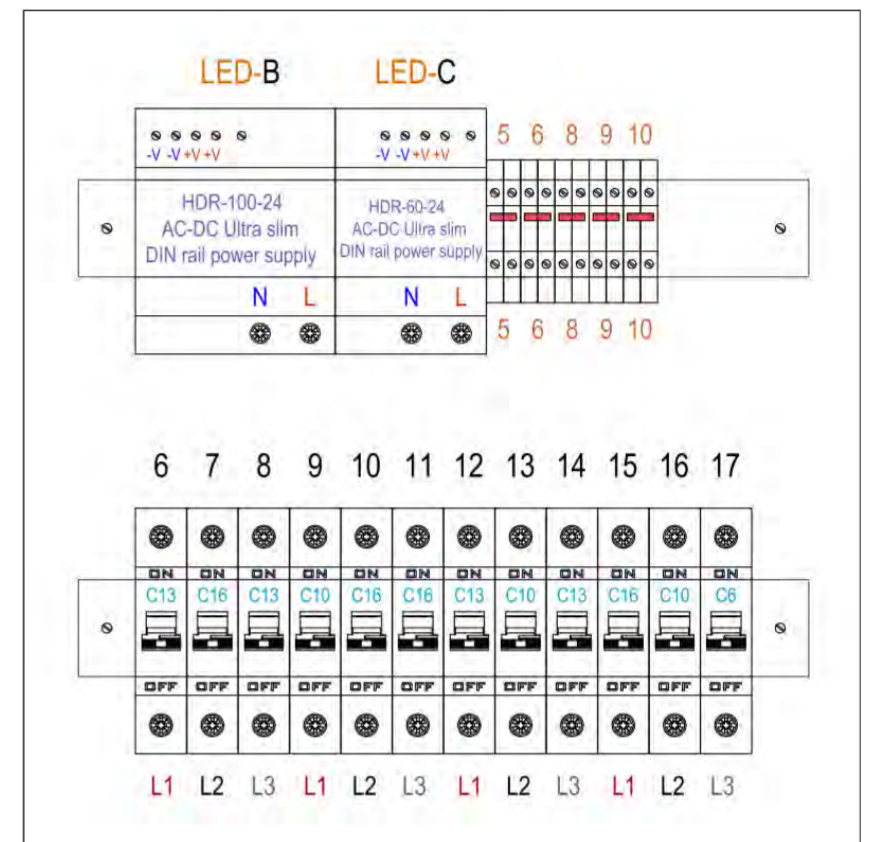 LED-B LED-C
-V -V +V +V
-V -V +V +V
5 6 8 9 10
HDR-100-24
AC-DC Ultra slim
DIN rail power supply
HDR-60-24
AC-DC Ultra slim
DIN rail power supply
N L N L
5 6 8 9 10
6 7 8 9 10 11 12 13 14 15 16 17
ON ON ON ON ON ON ON ON ON ON ON ON
C13 C16 C13 C10 C16 C16 C13 C10 C13 C16 C10 C6
OFF OFF OFF OFF OFF OFF OFF OFF OFF OFF OFF OFF
L1 L2 L3 L1 L2 L3 L1 L2 L3 L1 L2 L3